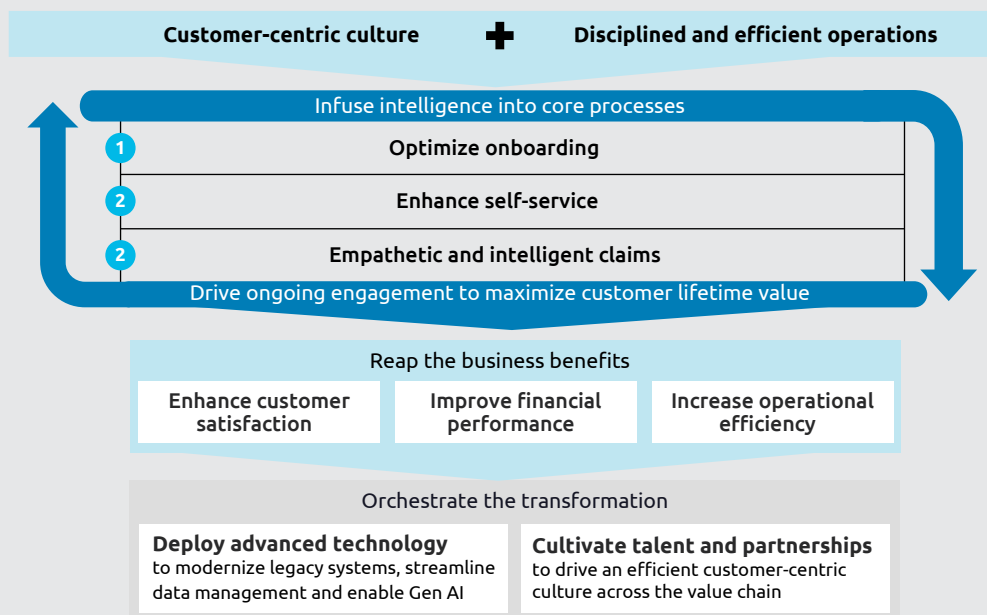 Customer-centric culture + Disciplined and efficient operations
Infuse intelligence into core processes
1 Optimize onboarding
2 Enhance self-service
2 Empathetic and intelligent claims
Drive ongoing engagement to maximize customer lifetime value
Reap the business benefits
Enhance customer
satisfaction
Improve financial
performance
Increase operational
efficiency
Orchestrate the transformation
Deploy advanced technology
to modernize legacy systems, streamline
data management and enable Gen AI
Cultivate talent and partnerships
to drive an efficient customer-centric
culture across the value chain